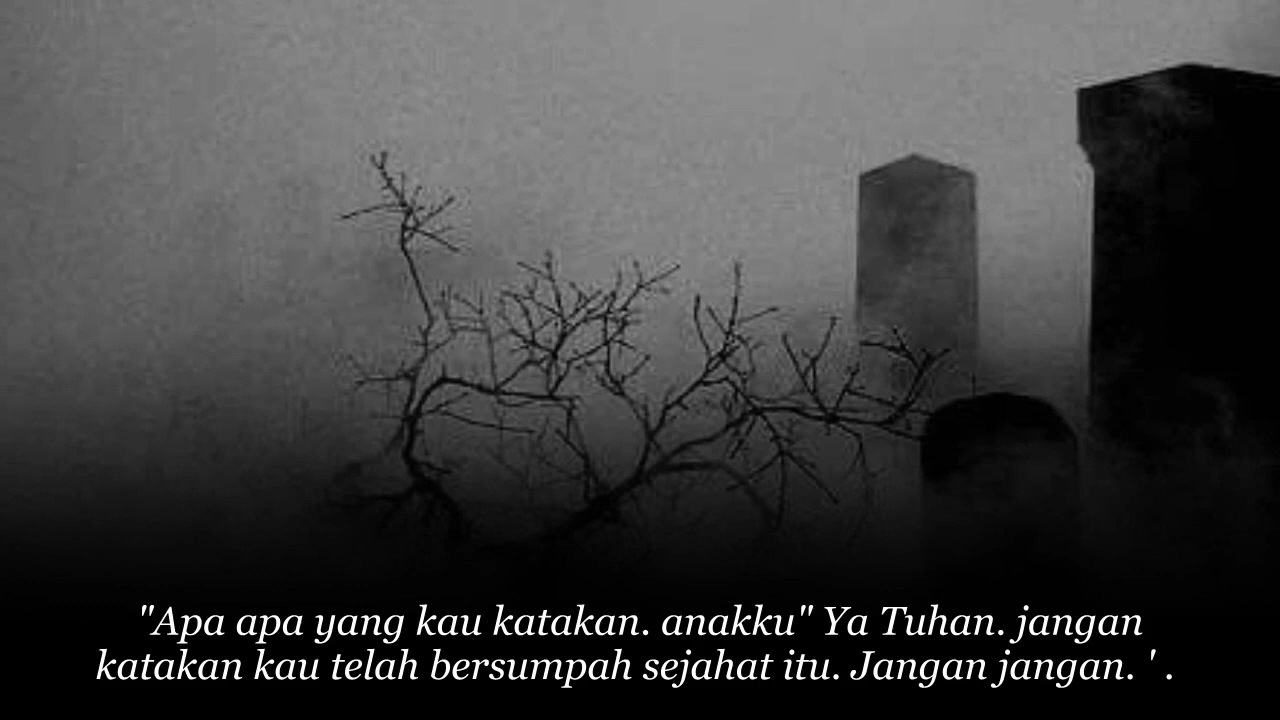 "Apa apa yang kau katakan. anakku" Ya Tuhan. jangan
katakan kau telah bersumpah sejahat itu. Jangan jangan. ' .